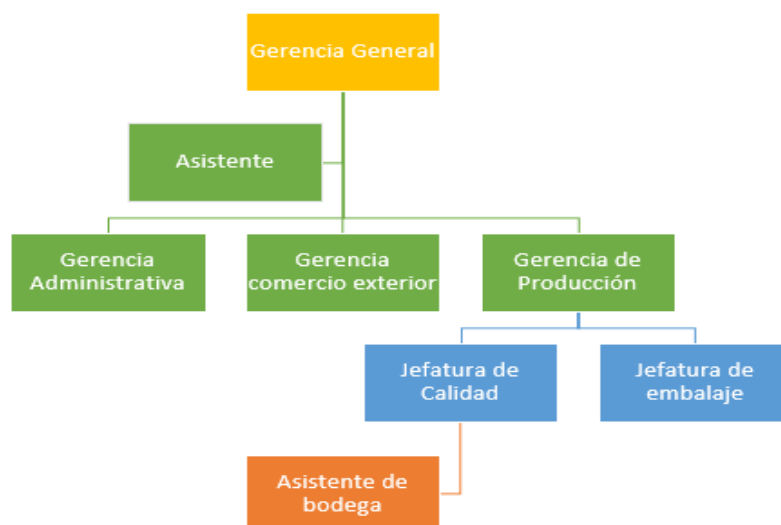 Gerencia General
Asistente
Gerencia
Administrativa
Gerencia
comercio exterior
Gerencia de
Producción
Jefatura de
Calidad
Jefatura de
embalaje
Asistente de
bodega